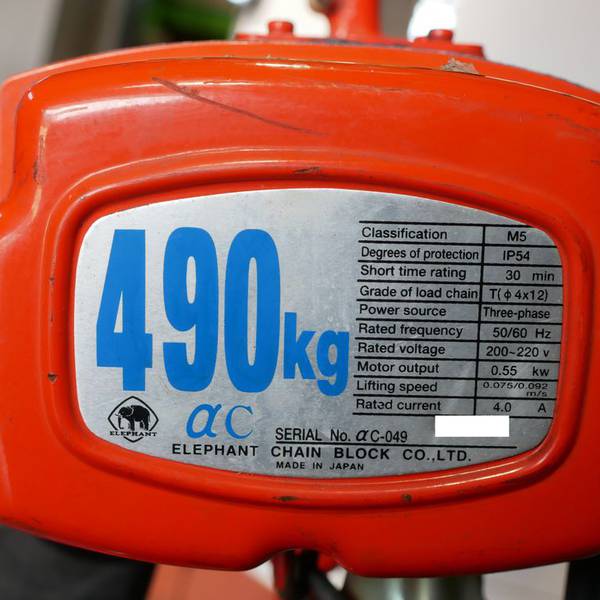 490kg
αC
ELEPHANT
Classification M5
Degrees of protection IP54
Short time rating 30 min
Grade of load chain T(ϕ4x12)
Power source Three-phase
Rated frequency 50/60 Hz
Rated voltage 200~220 v
Motor output 0.55 kw
Lifting speed 0.075/0.092 m/s
Rated current 4.0 A
SERIAL No. αC-049
ELEPHANT CHAIN BLOCK CO.,LTD.
MADE IN JAPAN